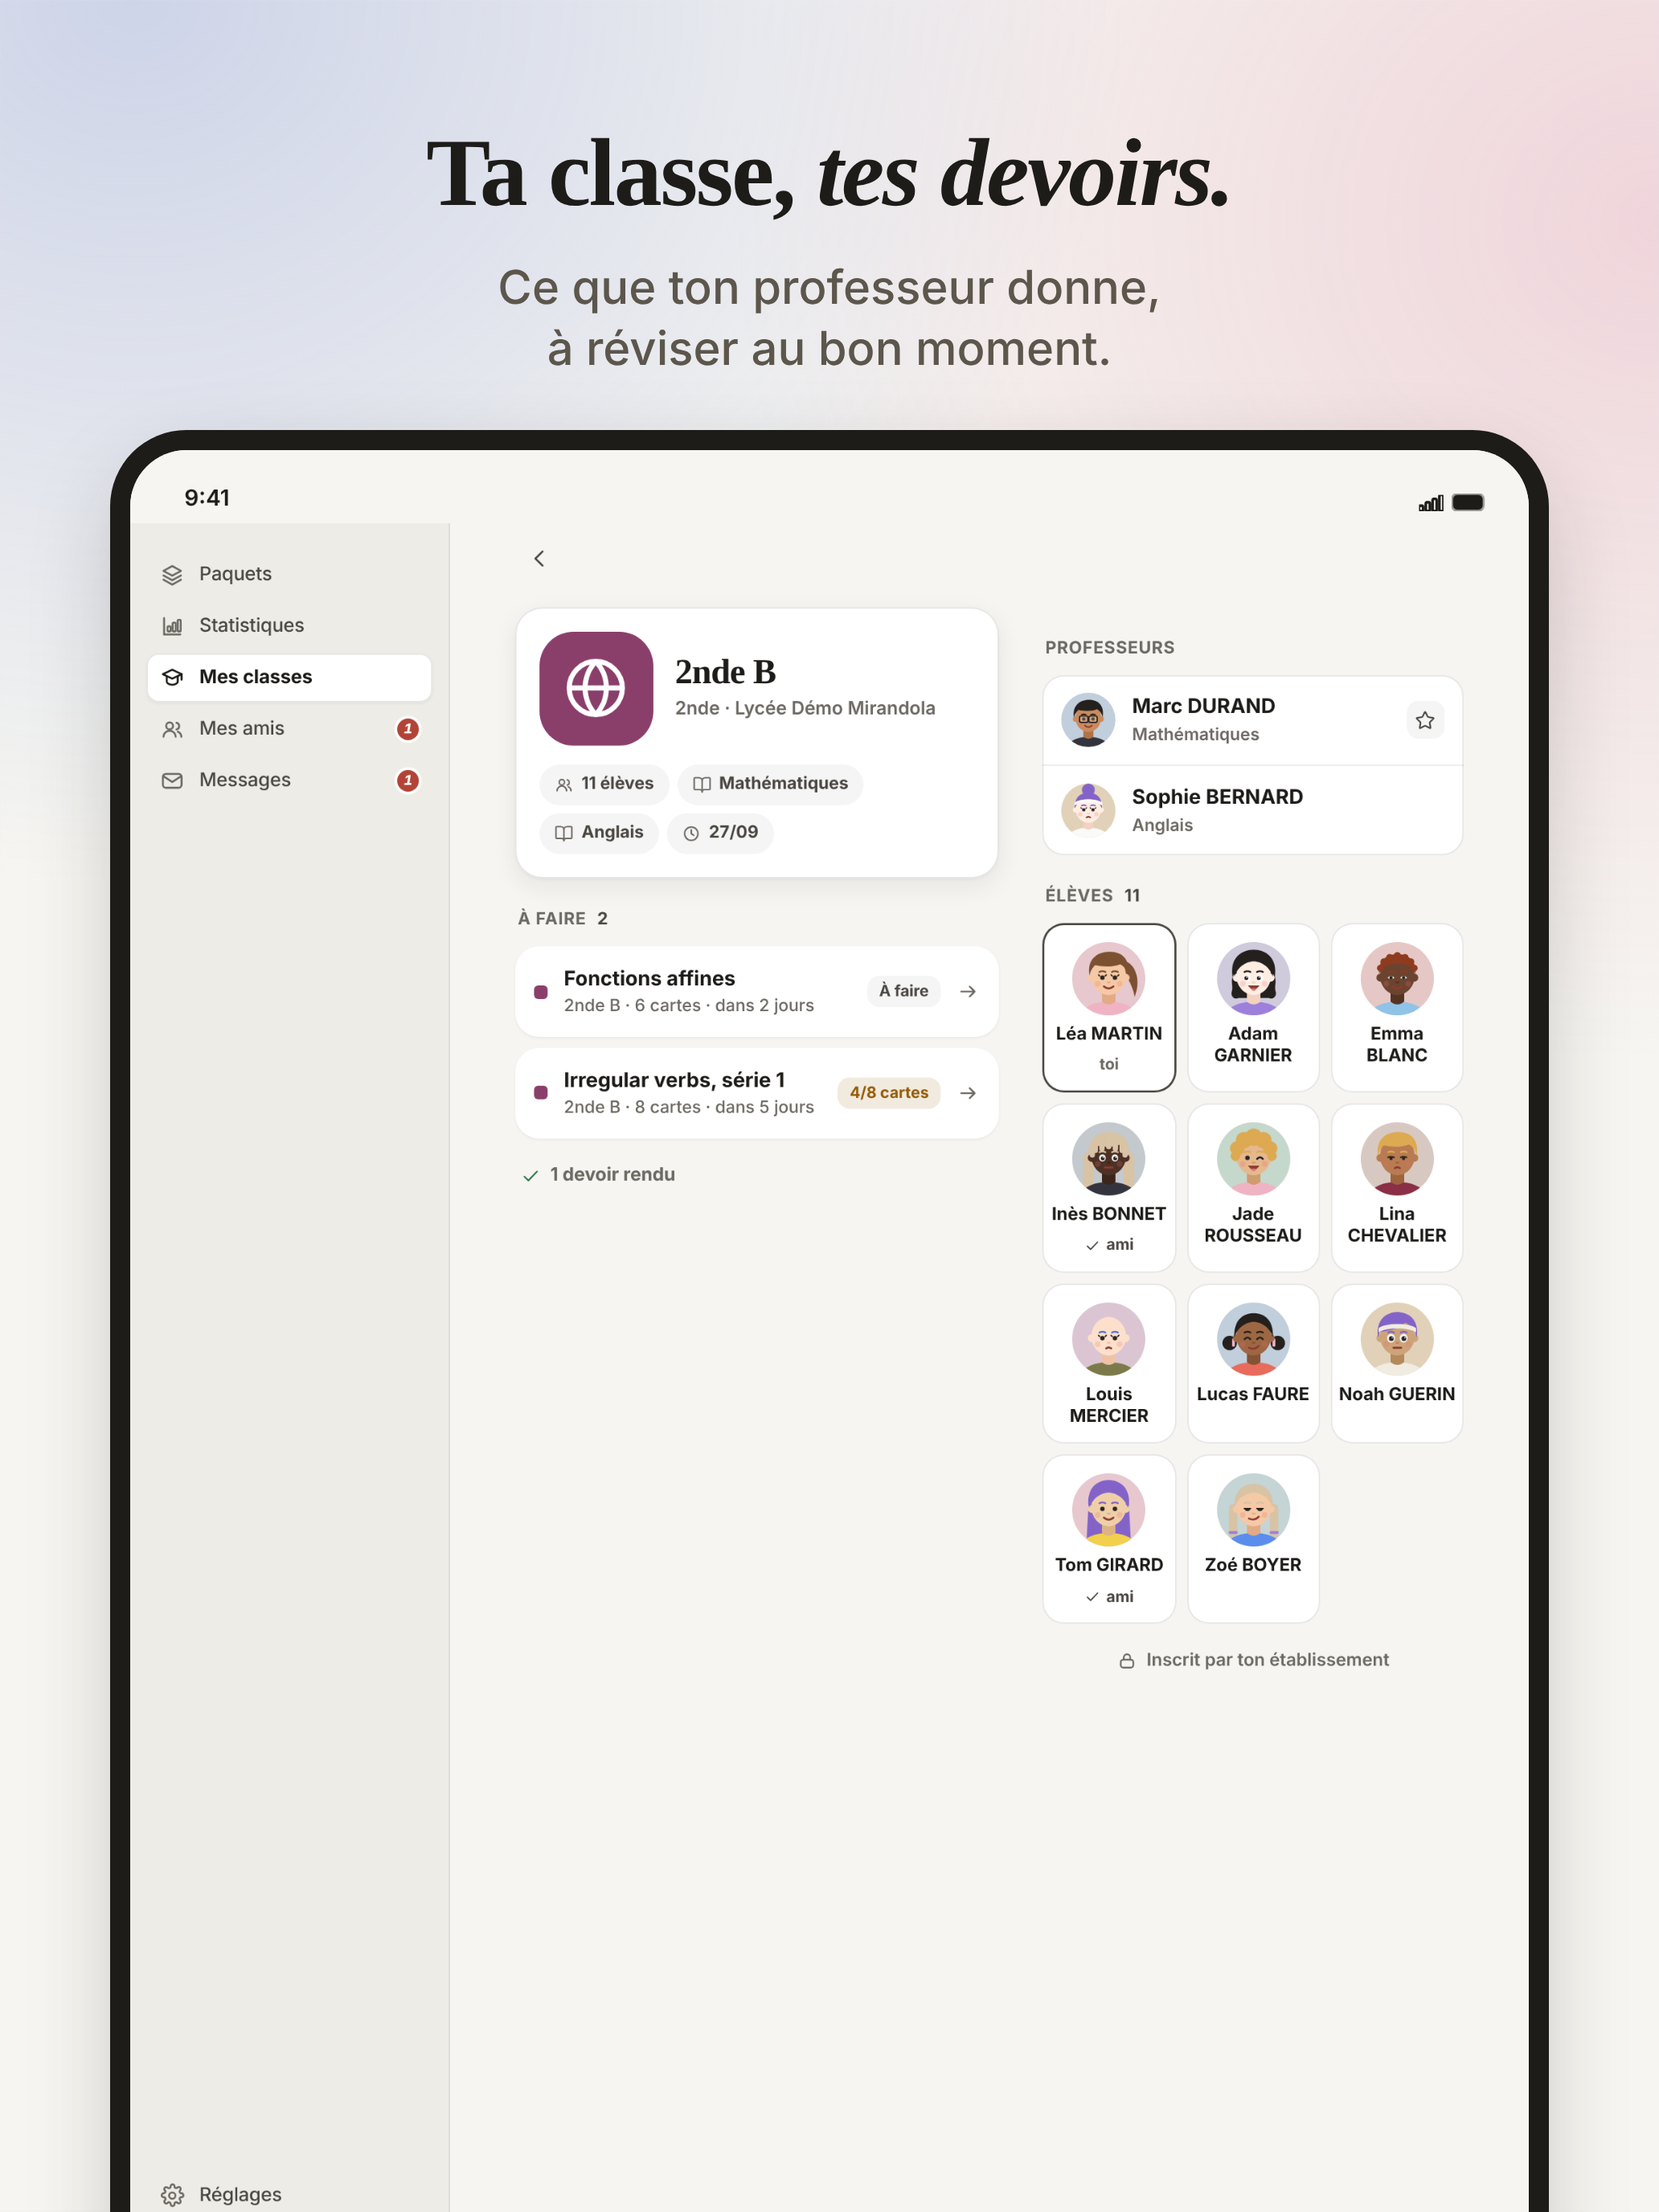 Ta classe, tes devoirs.
Ce que ton professeur donne,
à réviser au bon moment.
9:41
Paquets
Statistiques
Mes classes
Mes amis 1
Messages 1
Réglages
2nde B
2nde · Lycée Démo Mirandola
11 élèves
Mathématiques
Anglais
27/09
À FAIRE 2
Fonctions affines
2nde B · 6 cartes · dans 2 jours
À faire
Irregular verbs, série 1
2nde B · 8 cartes · dans 5 jours
4/8 cartes
1 devoir rendu
PROFESSEURS
Marc DURAND
Mathématiques
Sophie BERNARD
Anglais
ÉLÈVES 11
Léa MARTIN
toi
Adam
GARNIER
Emma
BLANC
Inès BONNET
ami
Jade
ROUSSEAU
Lina
CHEVALIER
Louis
MERCIER
Lucas FAURE
Noah GUERIN
Tom GIRARD
ami
Zoé BOYER
Inscrit par ton établissement